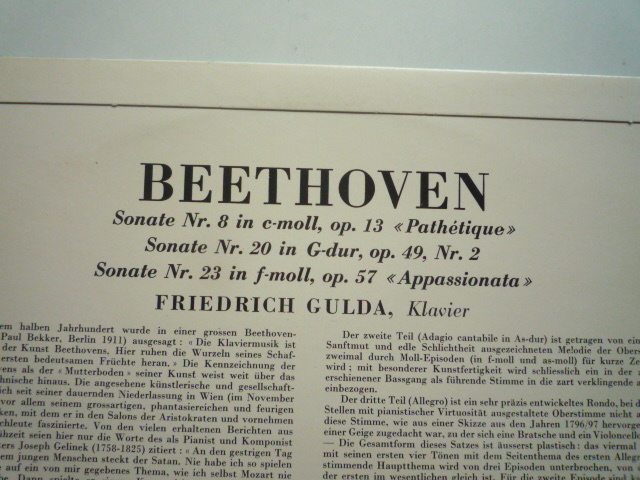 BEETHOVEN
Sonate Nr. 8 in c-moll, op. 13 «Pathétique»
Sonate Nr. 20 in G-dur, op. 49, Nr. 2
Sonate Nr. 23 in f-moll, op. 57 «Appassionata»
FRIEDRICH GULDA, Klavier
em halben Jahrhundert wurde in einer grossen Beethoven-
Paul Bekker, Berlin 1911) ausgesagt : « Die Klaviermusik ist
der Kunst Beethovens. Hier ruhen die Wurzeln seines Schaf-
ersten bedeutsamen Früchte heran. » Die Kennzeichnung der
vens als der « Mutterboden » seiner Kunst weist weit über das
hnische hinaus. Die angesehene künstlerische und gesellschaft-
ich seit seiner dauernden Niederlassung in Wien (im November
vor allem seinem grossartigen, phantasiereichen und feurigen
ken, mit dem er in den Salons der Aristokraten und vornehmen
chleute faszinierte. Von den vielen erhaltenen Berichten aus
ühzeit seien hier nur die Worte des als Pianist und Komponist
ers Joseph Gelinek (1758-1825) zitiert : « An den gestrigen Tag
em jungen Menschen steckt der Satan. Nie habe ich so spielen
e auf ein von mir gegebenes Thema, wie ich selbst Mozart nie
Der zweite Teil (Adagio cantabile in As-dur) ist getragen von ein
Sanftmut und edle Schlichtheit ausgezeichneten Melodie der Obers
zweimal durch Moll-Episoden (in f-moll und as-moll) für kurze Ze
wird ; mit besonderer Kunstfertigkeit wird schliesslich ein in der
erschienener Bassgang als führende Stimme in die zart verklingende
einbezogen.
Der dritte Teil (Allegro) ist ein sehr präzis entwickeltes Rondo, bei d
Stellen mit pianistischer Virtuosität ausgestaltete Oberstimme nicht
diese Stimme, wie aus einer Skizze aus den Jahren 1796/97 hervorge
einer Geige zugedacht war, zu der sich eine Bratsche und ein Violoncello
— Die Gesamtform dieses Satzes ist äusserst plastisch : das viermal
mit seinen ersten vier Tönen mit dem Seitenthema des ersten Allegr
stimmende Hauptthema wird von drei Episoden unterbrochen, von
der ersten im wesentlichen gleich ist. Für die zweite Episode sind k